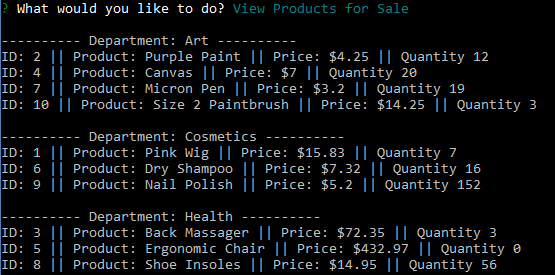 ? What would you like to do? View Products for Sale
---------- Department: Art ----------
ID: 2 || Product: Purple Paint || Price: $4.25 || Quantity 12
ID: 4 || Product: Canvas || Price: $7 || Quantity 20
ID: 7 || Product: Micron Pen || Price: $3.2 || Quantity 19
ID: 10 || Product: Size 2 Paintbrush || Price: $14.25 || Quantity 3
---------- Department: Cosmetics ----------
ID: 1 || Product: Pink Wig || Price: $15.83 || Quantity 7
ID: 6 || Product: Dry Shampoo || Price: $7.32 || Quantity 16
ID: 9 || Product: Nail Polish || Price: $5.2 || Quantity 152
---------- Department: Health ----------
ID: 3 || Product: Back Massager || Price: $72.35 || Quantity 3
ID: 5 || Product: Ergonomic Chair || Price: $432.97 || Quantity 0
ID: 8 || Product: Shoe Insoles || Price: $14.95 || Quantity 56